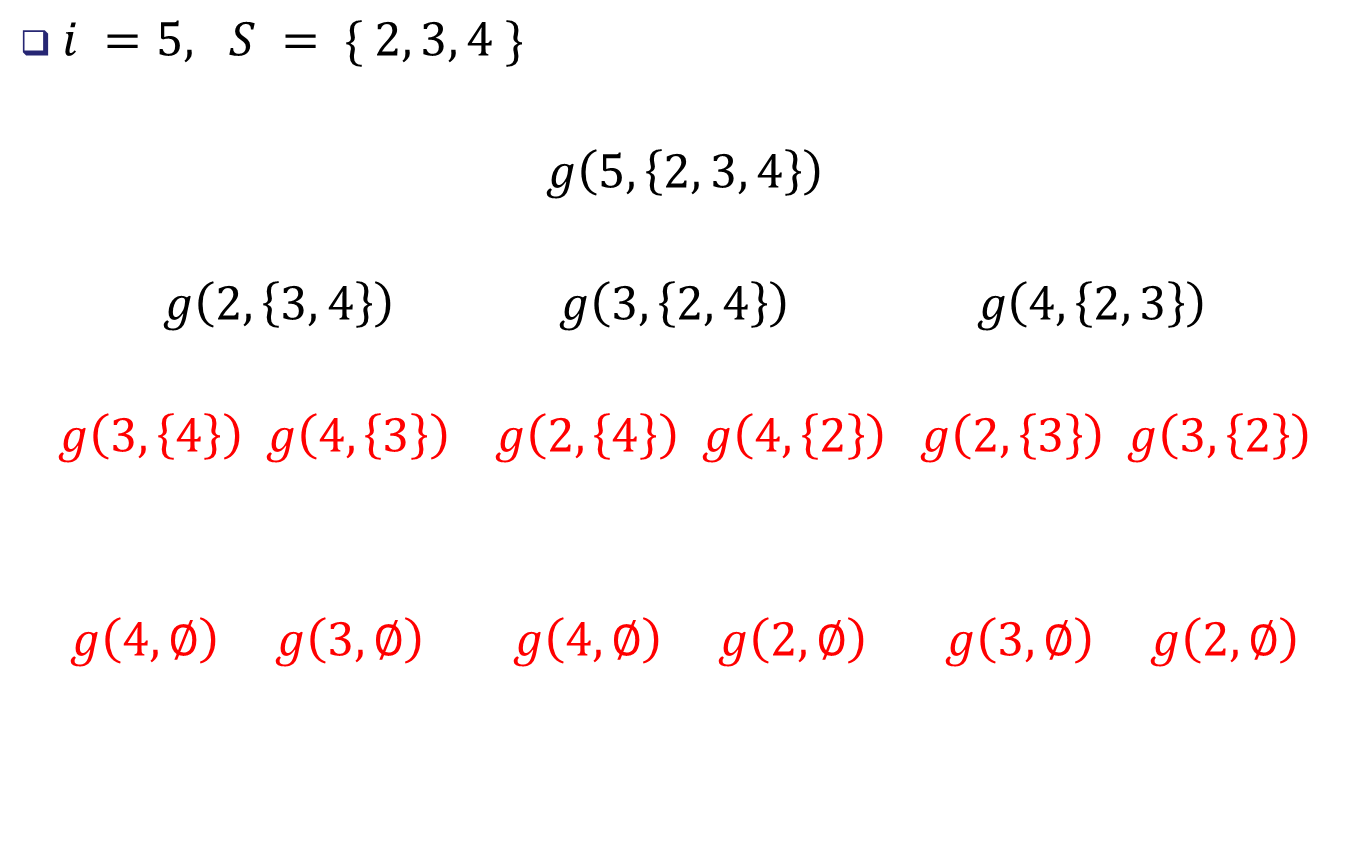 ❑ i = 5, S = { 2, 3, 4 }
g(5, {2, 3, 4})
g(2, {3, 4}) g(3, {2, 4}) g(4, {2, 3})
g(3, {4}) g(4, {3}) g(2, {4}) g(4, {2}) g(2, {3}) g(3, {2})
g(4, ∅) g(3, ∅) g(4, ∅) g(2, ∅) g(3, ∅) g(2, ∅)